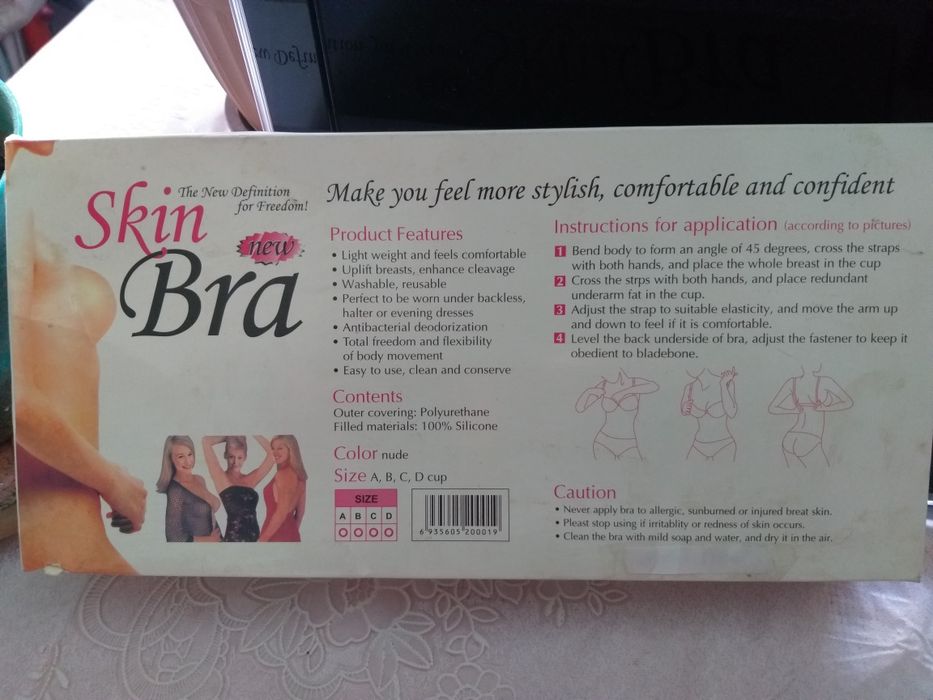 Skin
The New Definition
for Freedom!
new
Bra
Make you feel more stylish, comfortable and confident
Product Features
• Light weight and feels comfortable
• Uplift breasts, enhance cleavage
• Washable, reusable
• Perfect to be worn under backless,
halter or evening dresses
• Antibacterial deodorization
• Total freedom and flexibility
of body movement
• Easy to use, clean and conserve
Contents
Outer covering: Polyurethane
Filled materials: 100% Silicone
Color nude
Size A, B, C, D cup
SIZE
A B C D
6 935605 200019
Instructions for application (according to pictures)
1 Bend body to form an angle of 45 degrees, cross the straps
with both hands, and place the whole breast in the cup
2 Cross the strps with both hands, and place redundant
underarm fat in the cup.
3 Adjust the strap to suitable elasticity, and move the arm up
and down to feel if it is comfortable.
4 Level the back underside of bra, adjust the fastener to keep it
obedient to bladebone.
Caution
• Never apply bra to allergic, sunburned or injured breat skin.
• Pleast stop using if irritablity or redness of skin occurs.
• Clean the bra with mild soap and water, and dry it in the air.